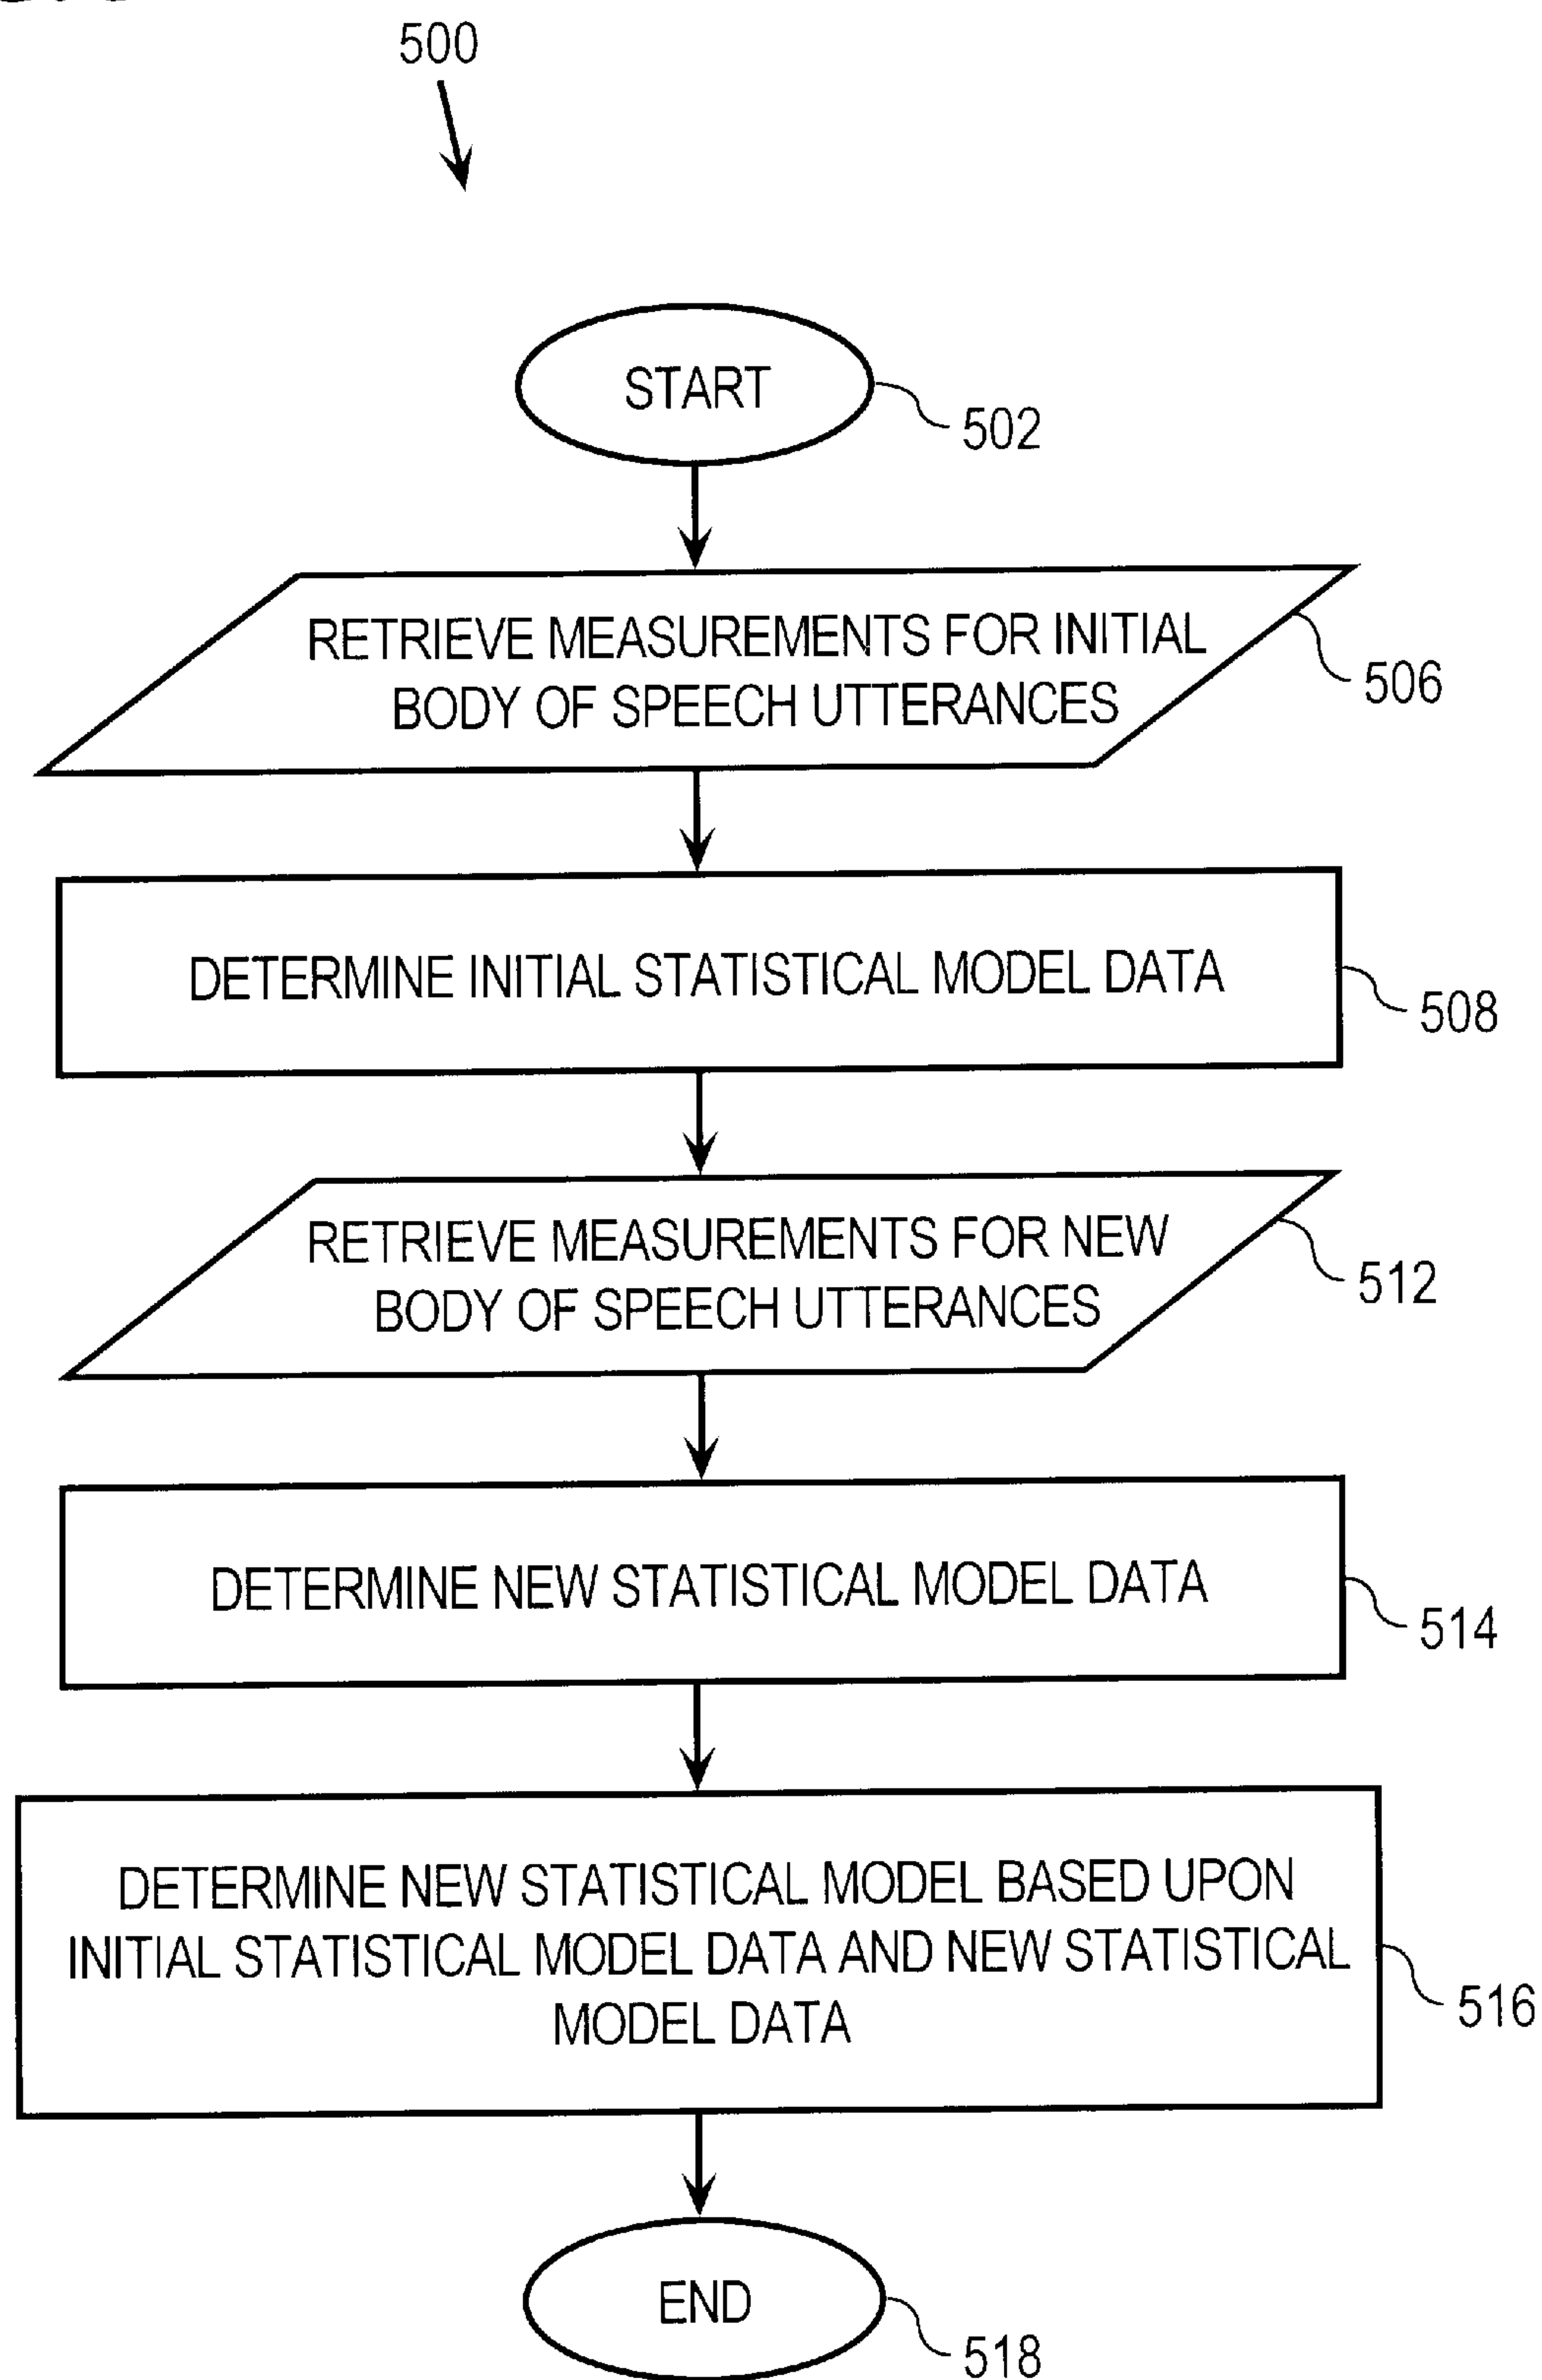 500
START
502
RETRIEVE MEASUREMENTS FOR INITIAL
BODY OF SPEECH UTTERANCES
506
DETERMINE INITIAL STATISTICAL MODEL DATA
508
RETRIEVE MEASUREMENTS FOR NEW
BODY OF SPEECH UTTERANCES
512
DETERMINE NEW STATISTICAL MODEL DATA
514
DETERMINE NEW STATISTICAL MODEL BASED UPON
INITIAL STATISTICAL MODEL DATA AND NEW STATISTICAL
MODEL DATA
516
END
518